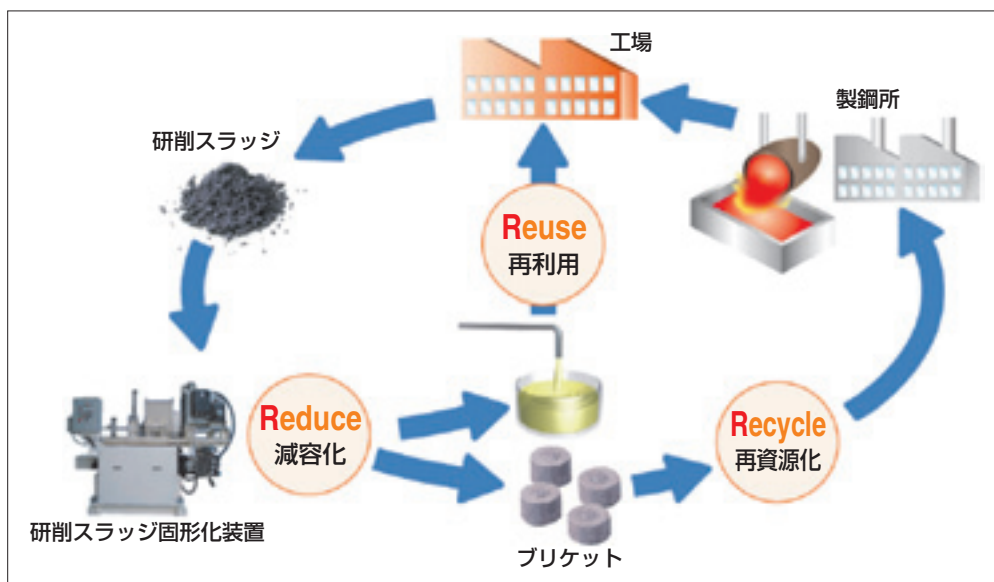 工場
製鋼所
研削スラッジ
Reuse
再利用
Reduce
減容化
Recycle
再資源化
研削スラッジ固形化装置
ブリケット